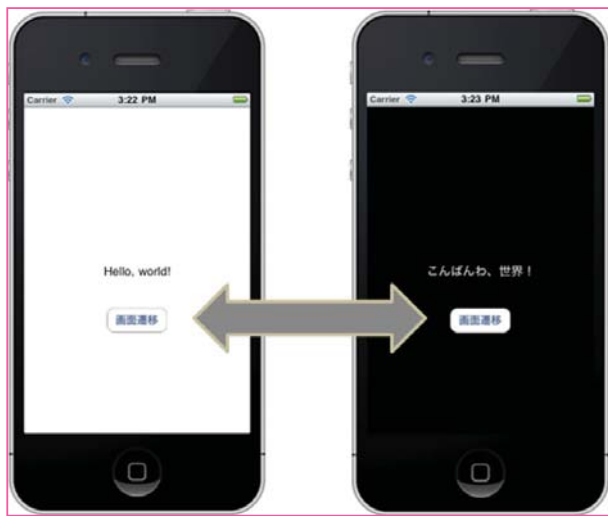 Carrier 3:22 PM
Hello, world!
画面遷移
Carrier 3:23 PM
こんばんわ、世界！
画面遷移